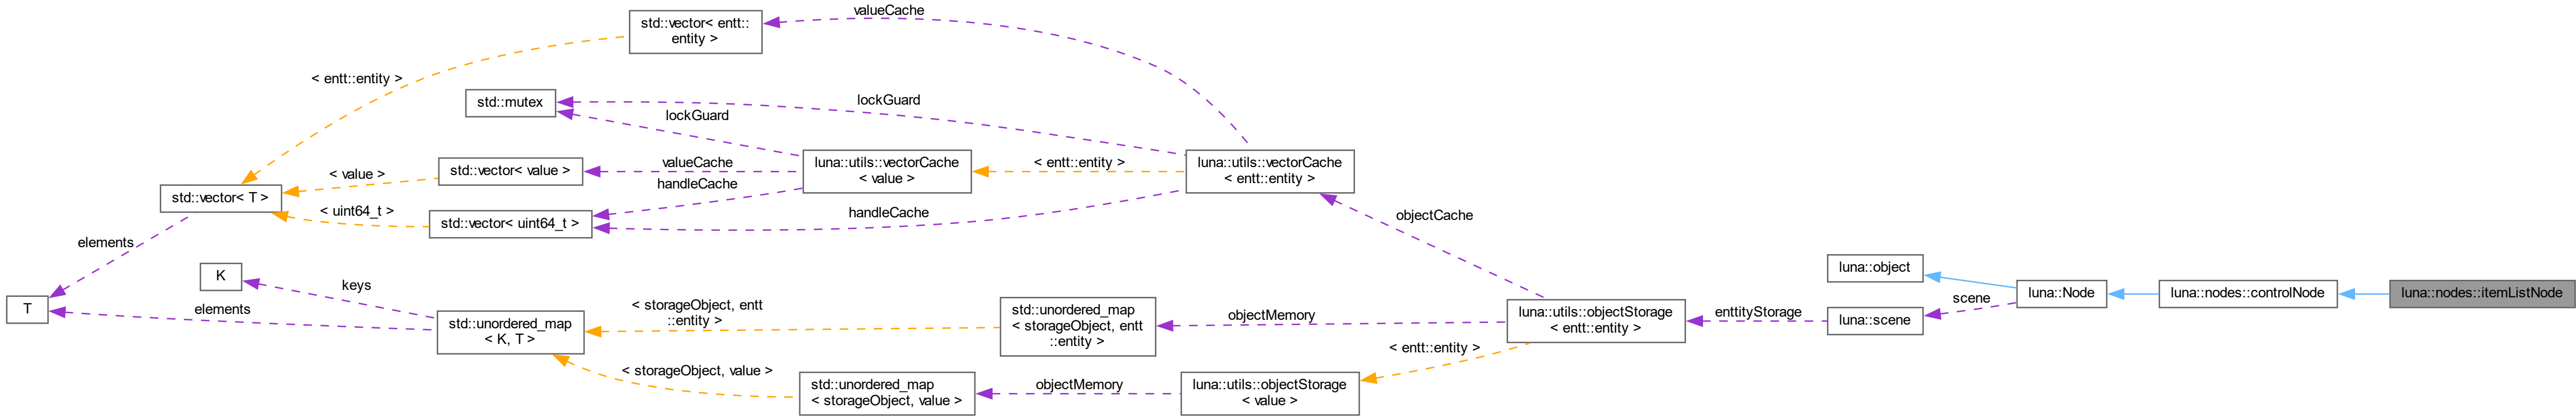 valueCache
std::vector< entt::
entity >
< entt::entity >
std::mutex
lockGuard
lockGuard
valueCache
std::vector< value >
< value >
luna::utils::vectorCache
< value >
< entt::entity >
luna::utils::vectorCache
< entt::entity >
std::vector< T >
handleCache
< uint64_t >
std::vector< uint64_t >
handleCache
objectCache
elements
K
keys
T
elements
std::unordered_map
< K, T >
< storageObject, entt
::entity >
std::unordered_map
< storageObject, entt
::entity >
objectMemory
luna::utils::objectStorage
< entt::entity >
enttityStorage
luna::object
luna::scene
scene
luna::Node
luna::nodes::controlNode
luna::nodes::itemListNode
< storageObject, value >
std::unordered_map
< storageObject, value >
objectMemory
luna::utils::objectStorage
< value >
< entt::entity >